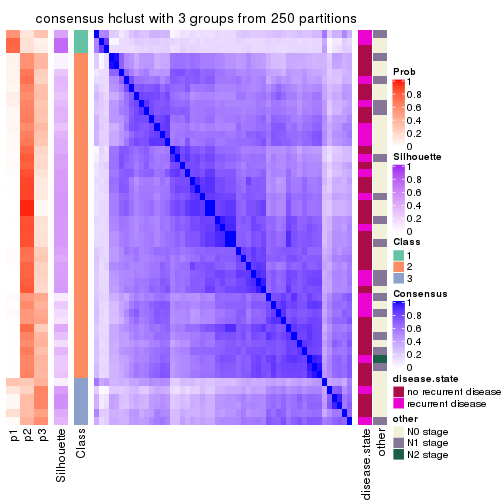 consensus hclust with 3 groups from 250 partitions
Prob
1
0.8
0.6
0.4
0.2
0
Silhouette
1
0.8
0.6
0.4
0.2
0
Class
1
2
3
Consensus
1
0.8
0.6
0.4
0.2
0
disease.state
no recurrent disease
recurrent disease
other
N0 stage
N1 stage
N2 stage
p1
p2
p3
Silhouette
Class
disease.state
other